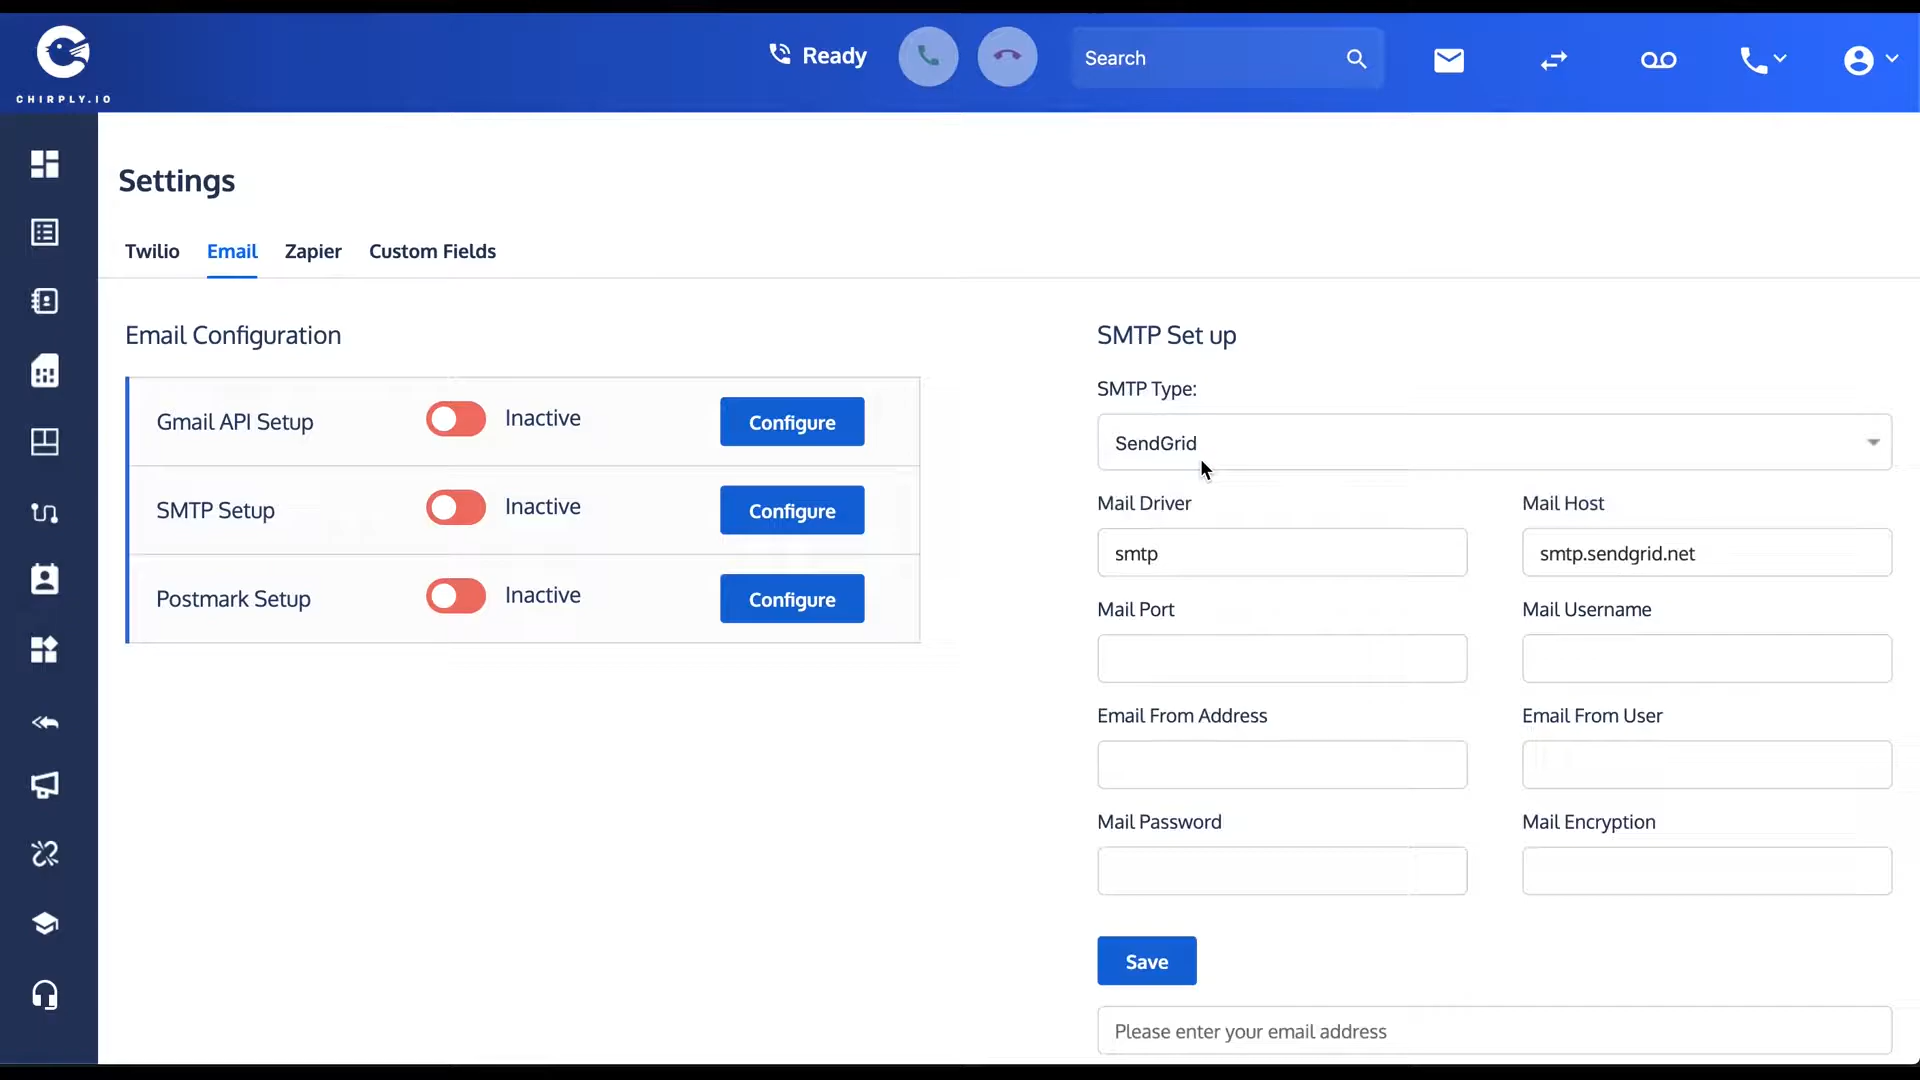 CHIRPLY.IO
Ready
Search
Settings
Twilio Email Zapier Custom Fields
Email Configuration
Gmail API Setup Inactive Configure
SMTP Setup Inactive Configure
Postmark Setup Inactive Configure
SMTP Set up
SMTP Type:
SendGrid
Mail Driver Mail Host
smtp smtp.sendgrid.net
Mail Port Mail Username
Email From Address Email From User
Mail Password Mail Encryption
Save
Please enter your email address